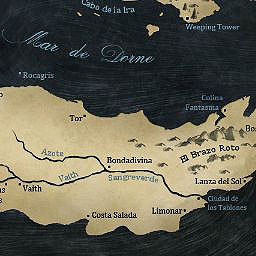 Cabo de la Ira
Weeping Tower
Mar de Dorne
Rocagris
Colina
Fantasma
Tor
Azote
Bondadivina
El Brazo Roto
Vaith
Sangreverde
Vaith
Lanza del Sol
Ciudad de
los Tablones
Limonar
Costa Salada